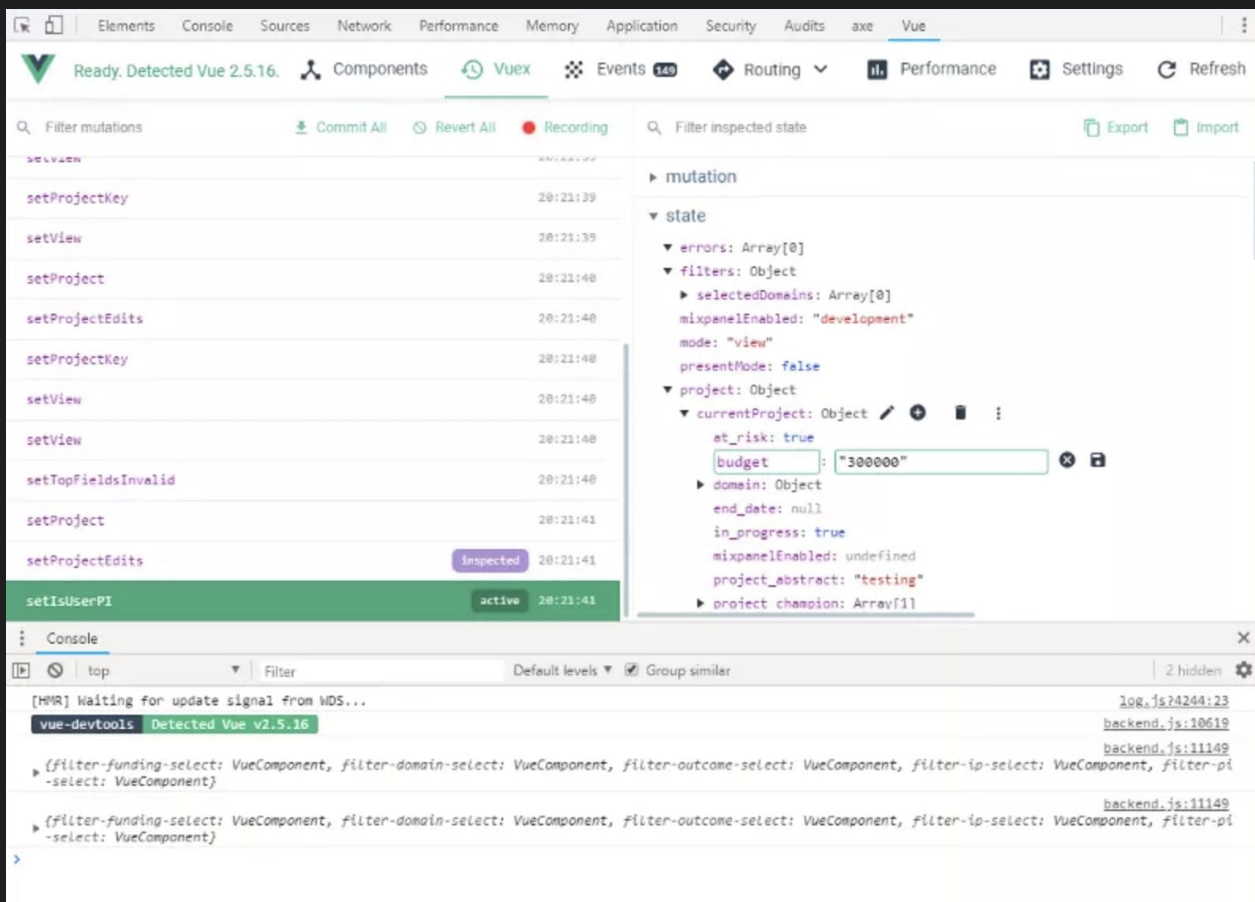 Elements Console Sources Network Performance Memory Application Security Audits axe Vue
Ready. Detected Vue 2.5.16. Components Vuex Events 149 Routing Performance Settings Refresh
Filter mutations Commit All Revert All Recording Filter inspected state Export Import
setView 20:21:39
mutation
setProjectKey 20:21:39
state
setView 20:21:39
errors: Array[0]
filters: Object
setProject 20:21:40
selectedDomains: Array[0]
setProjectEdits 20:21:40
mixpanelEnabled: "development"
mode: "view"
setProjectKey 20:21:40
presentMode: false
project: Object
setView 20:21:40
currentProject: Object
setView 20:21:40
at_risk: true
budget : "300000"
setTopFieldsInvalid 20:21:40
domain: Object
end_date: null
setProject 20:21:41
in_progress: true
setProjectEdits inspected 20:21:41
mixpanelEnabled: undefined
project_abstract: "testing"
setIsUserPI active 20:21:41
project_champion: Array[1]
Console
top Filter Default levels Group similar 2 hidden
[HMR] Waiting for update signal from WDS... log.js?4244:23
vue-devtools Detected Vue v2.5.16 backend.js:10619
backend.js:11149
{filter-funding-select: VueComponent, filter-domain-select: VueComponent, filter-outcome-select: VueComponent, filter-ip-select: VueComponent, filter-pi
-select: VueComponent}
backend.js:11149
{filter-funding-select: VueComponent, filter-domain-select: VueComponent, filter-outcome-select: VueComponent, filter-ip-select: VueComponent, filter-pi
-select: VueComponent}